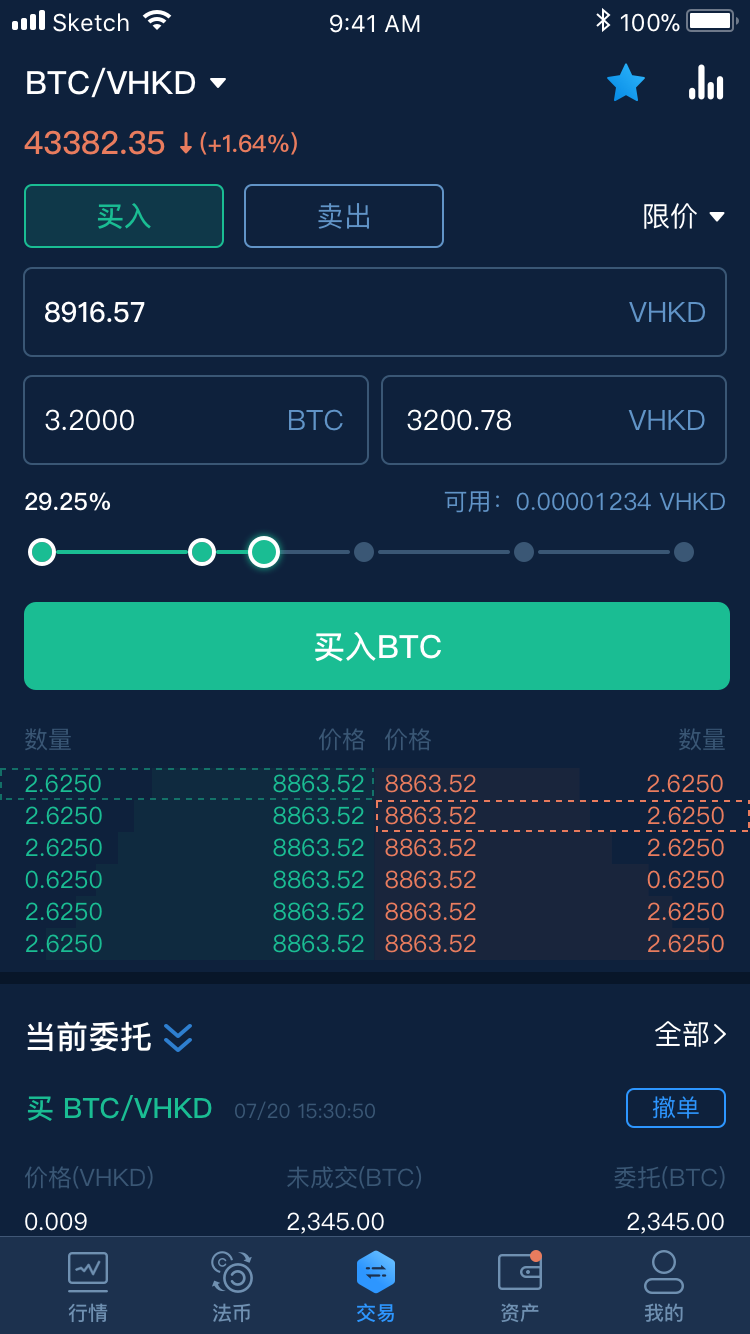 Sketch 9:41 AM 100%
BTC/VHKD
43382.35 ↓(+1.64%)
买入 卖出 限价
8916.57 VHKD
3.2000 BTC 3200.78 VHKD
29.25% 可用：0.00001234 VHKD
买入BTC
数量 价格 价格 数量
2.6250 8863.52 8863.52 2.6250
2.6250 8863.52 8863.52 2.6250
2.6250 8863.52 8863.52 2.6250
0.6250 8863.52 8863.52 0.6250
2.6250 8863.52 8863.52 2.6250
2.6250 8863.52 8863.52 2.6250
当前委托 全部
买 BTC/VHKD 07/20 15:30:50 撤单
价格(VHKD) 未成交(BTC) 委托(BTC)
0.009 2,345.00 2,345.00
行情 法币 交易 资产 我的